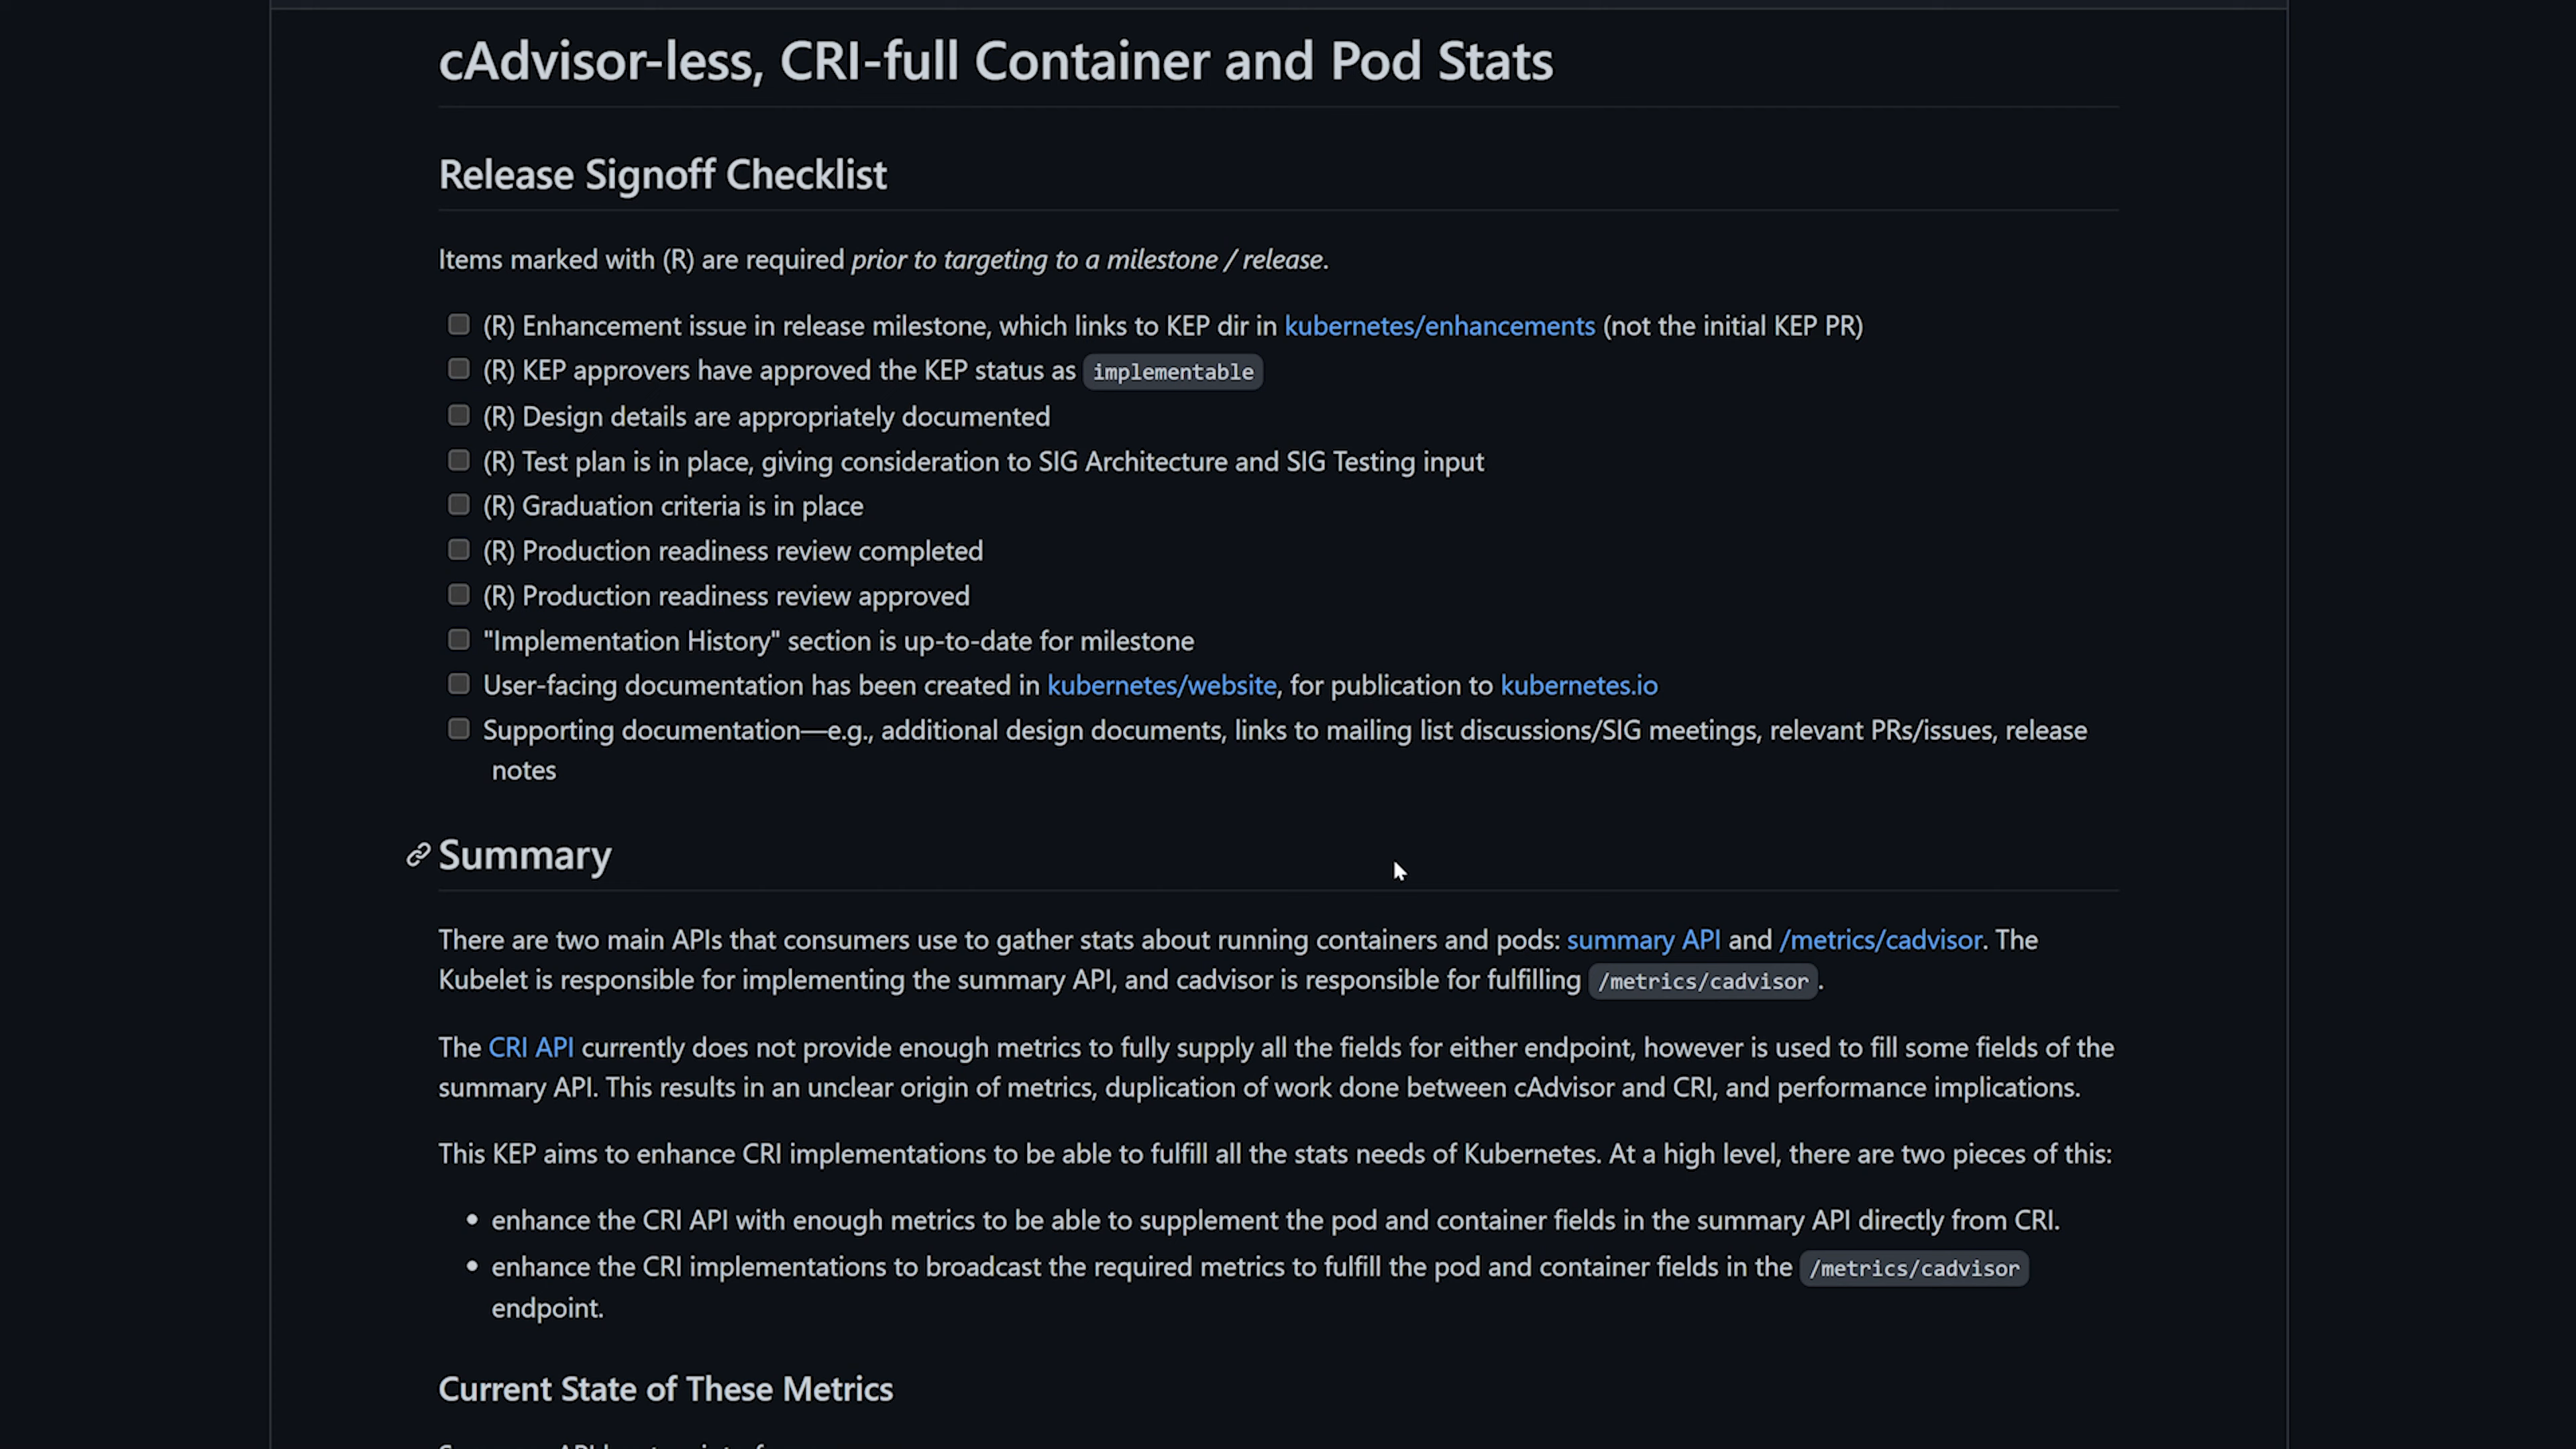 cAdvisor-less, CRI-full Container and Pod Stats
Release Signoff Checklist
Items marked with (R) are required prior to targeting to a milestone / release.
(R) Enhancement issue in release milestone, which links to KEP dir in kubernetes/enhancements (not the initial KEP PR)
(R) KEP approvers have approved the KEP status as implementable
(R) Design details are appropriately documented
(R) Test plan is in place, giving consideration to SIG Architecture and SIG Testing input
(R) Graduation criteria is in place
(R) Production readiness review completed
(R) Production readiness review approved
"Implementation History" section is up-to-date for milestone
User-facing documentation has been created in kubernetes/website, for publication to kubernetes.io
Supporting documentation—e.g., additional design documents, links to mailing list discussions/SIG meetings, relevant PRs/issues, release
notes
Summary
There are two main APIs that consumers use to gather stats about running containers and pods: summary API and /metrics/cadvisor. The
Kubelet is responsible for implementing the summary API, and cadvisor is responsible for fulfilling /metrics/cadvisor.
The CRI API currently does not provide enough metrics to fully supply all the fields for either endpoint, however is used to fill some fields of the
summary API. This results in an unclear origin of metrics, duplication of work done between cAdvisor and CRI, and performance implications.
This KEP aims to enhance CRI implementations to be able to fulfill all the stats needs of Kubernetes. At a high level, there are two pieces of this:
• enhance the CRI API with enough metrics to be able to supplement the pod and container fields in the summary API directly from CRI.
• enhance the CRI implementations to broadcast the required metrics to fulfill the pod and container fields in the /metrics/cadvisor
endpoint.
Current State of These Metrics